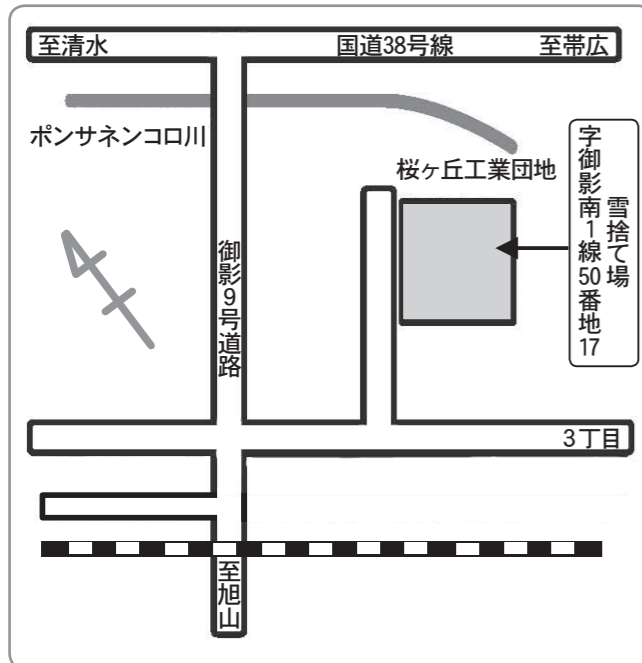 至清水
国道38号線
至帯広
ポンサネンコロ川
桜ヶ丘工業団地
雪捨て場
字御影南1線50番地17
御影9号道路
3丁目
至旭山